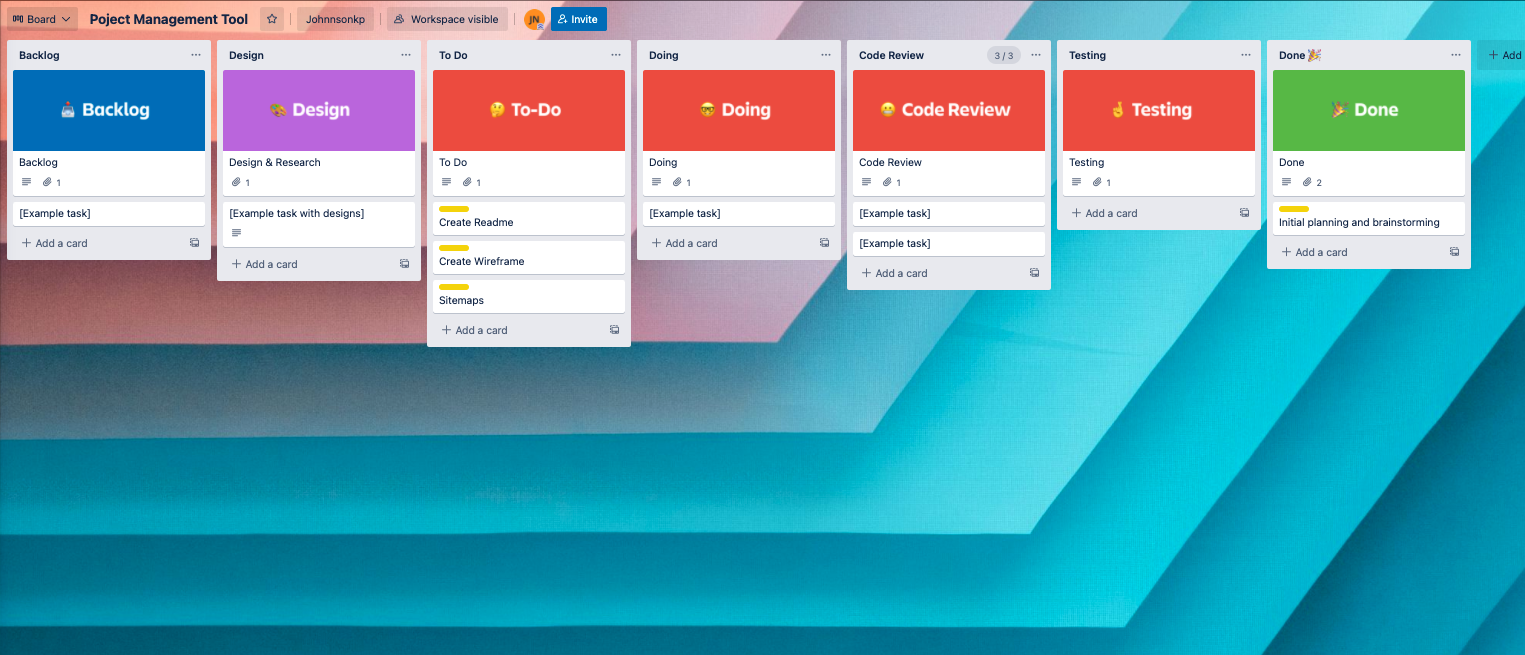 Board
Poject Management Tool
Johnnsonkp
Workspace visible
JN
Invite
Backlog
Backlog
Backlog
1
[Example task]
Add a card
Design
Design
Design & Research
1
[Example task with designs]
Add a card
To Do
To-Do
To Do
1
Create Readme
Create Wireframe
Sitemaps
Add a card
Doing
Doing
Doing
1
[Example task]
Add a card
Code Review
3 / 3
Code Review
Code Review
1
[Example task]
[Example task]
Add a card
Testing
Testing
Testing
1
Add a card
Done
Done
Done
2
Initial planning and brainstorming
Add a card
Add